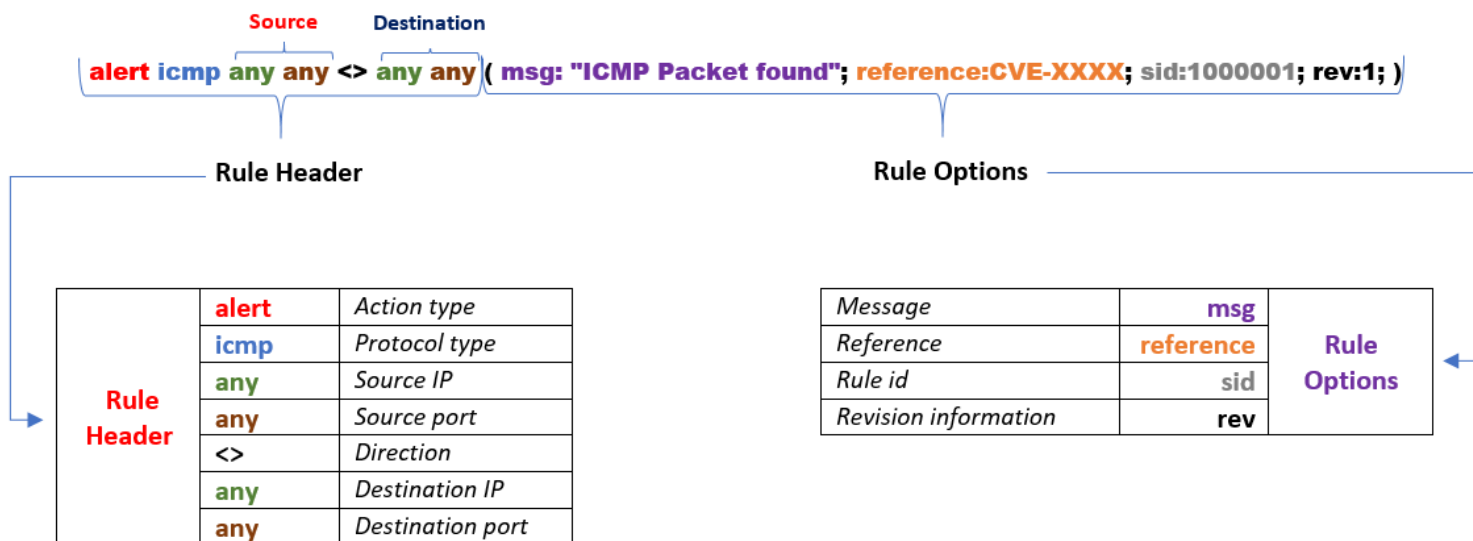 Source Destination
alert icmp any any <> any any ( msg: "ICMP Packet found"; reference:CVE-XXXX; sid:1000001; rev:1; )
Rule Header
Rule Options
Rule Header
alert Action type
icmp Protocol type
any Source IP
any Source port
<> Direction
any Destination IP
any Destination port
Message msg
Reference reference
Rule id sid
Revision information rev
Rule
Options